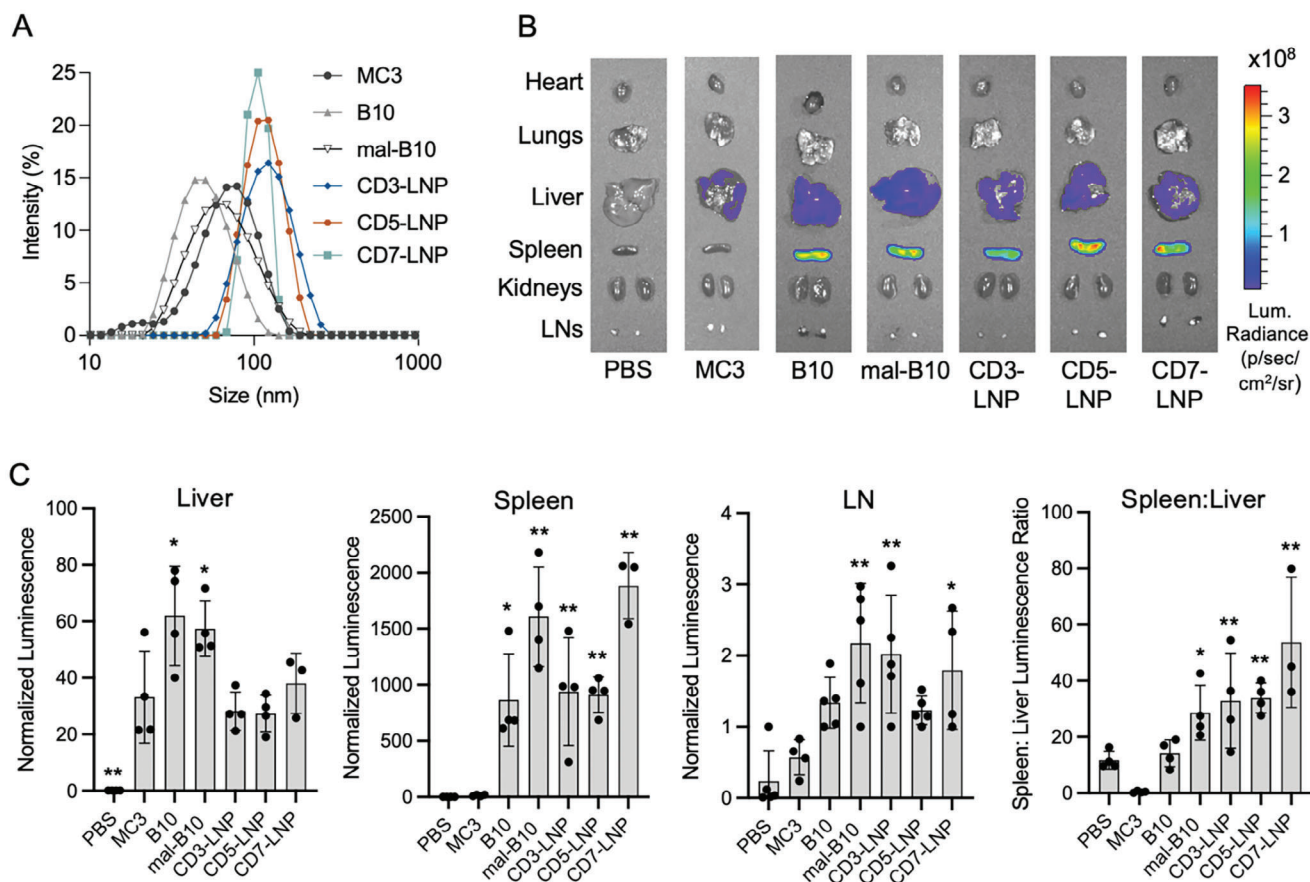 A
25
20
15
10
5
0
Intensity (%)
10
100
1000
Size (nm)
MC3
B10
mal-B10
CD3-LNP
CD5-LNP
CD7-LNP
B
Heart
Lungs
Liver
Spleen
Kidneys
LNs
PBS
MC3
B10
mal-B10
CD3-
LNP
CD5-
LNP
CD7-
LNP
x10⁸
3
2
1
Lum.
Radiance
(p/sec/
cm²/sr)
C
Liver
Normalized Luminescence
100
80
60
40
20
0
**
*
*
PBS
MC3
B10
mal-B10
CD3-LNP
CD5-LNP
CD7-LNP
Spleen
Normalized Luminescence
2500
2000
1500
1000
500
0
*
**
**
**
**
PBS
MC3
B10
mal-B10
CD3-LNP
CD5-LNP
CD7-LNP
LN
Normalized Luminescence
4
3
2
1
0
**
**
*
PBS
MC3
B10
mal-B10
CD3-LNP
CD5-LNP
CD7-LNP
Spleen:Liver
Spleen: Liver Luminescence Ratio
100
80
60
40
20
0
*
**
**
**
PBS
MC3
B10
mal-B10
CD3-LNP
CD5-LNP
CD7-LNP